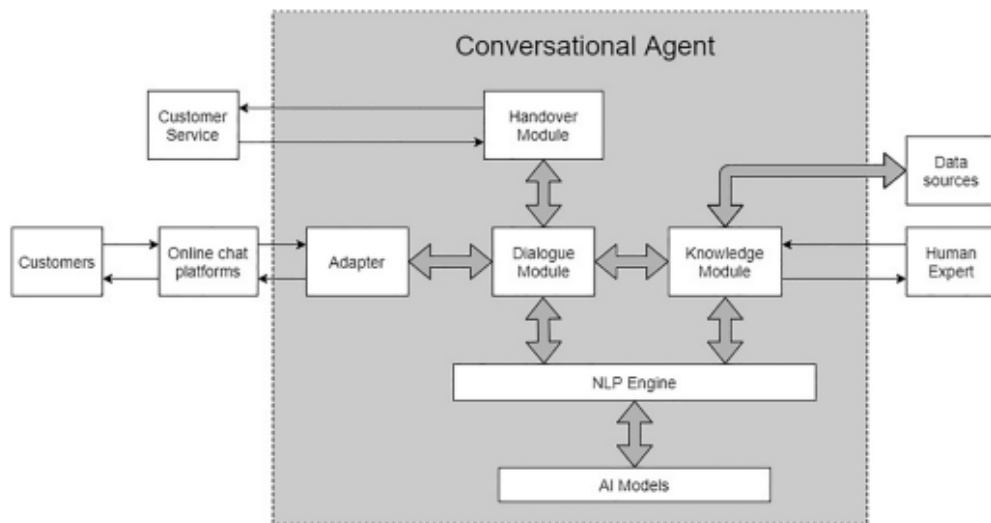 Conversational Agent
Customer
Service
Handover
Module
Data
sources
Customers
Online chat
platforms
Adapter
Dialogue
Module
Knowledge
Module
Human
Expert
NLP Engine
AI Models